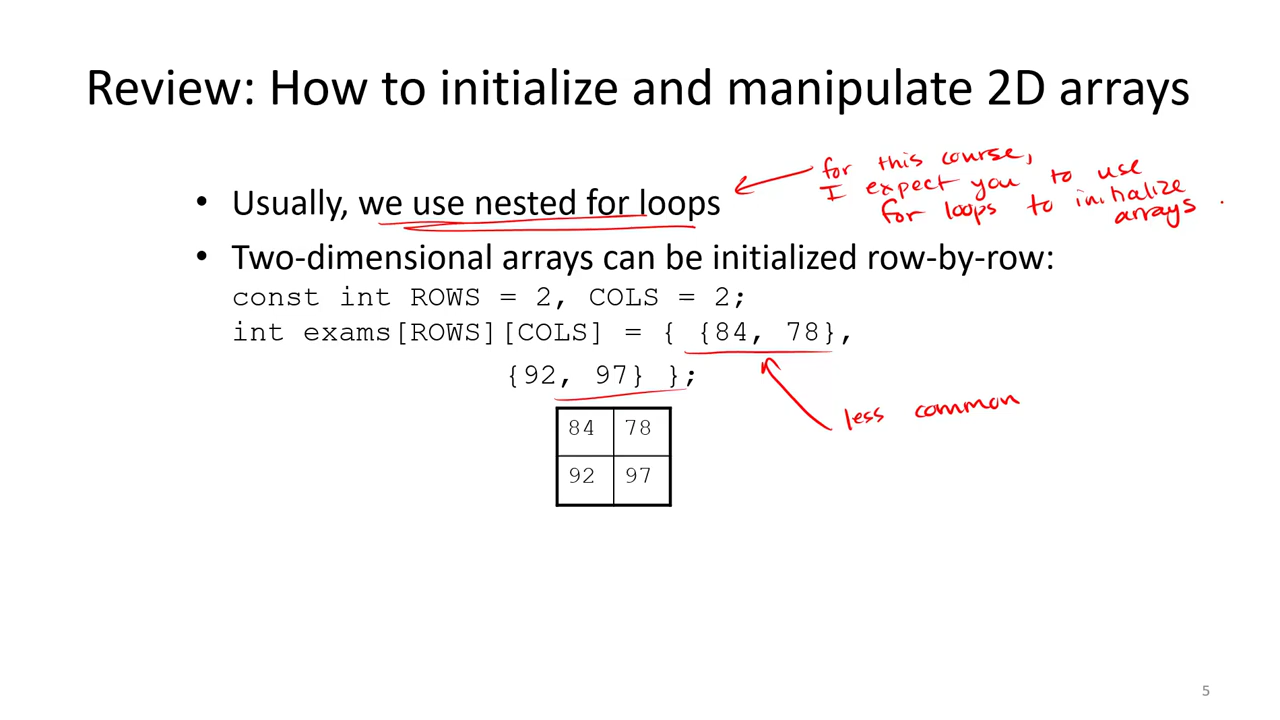 Review: How to initialize and manipulate 2D arrays
• Usually, we use nested for loops
for this course,
I expect you to use
for loops to initialize
arrays.
• Two-dimensional arrays can be initialized row-by-row:
const int ROWS = 2, COLS = 2;
int exams[ROWS][COLS] = { {84, 78},
{92, 97} };
less common
84 78
92 97
5